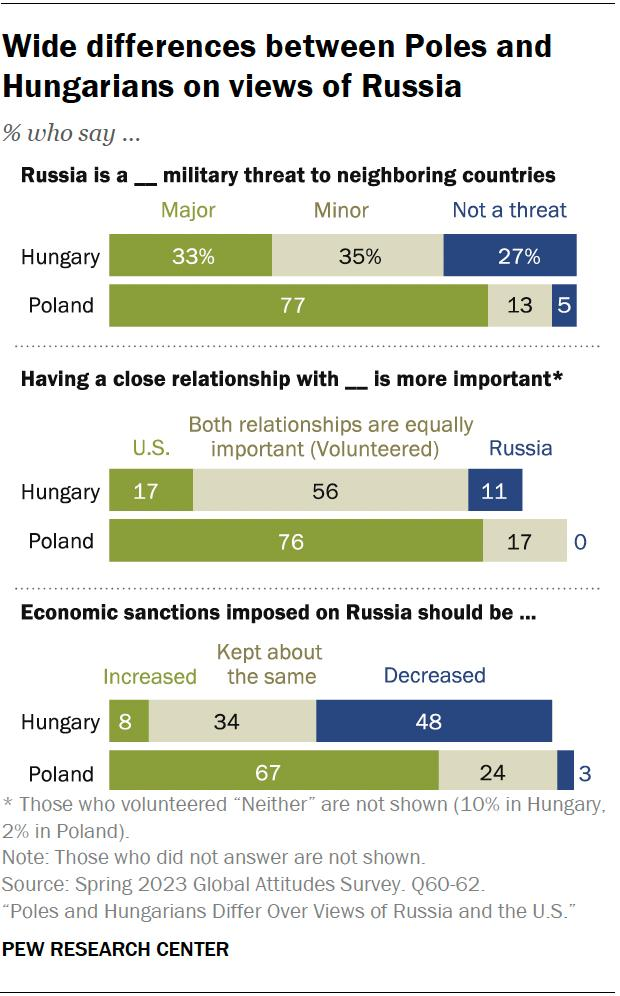 Wide differences between Poles and
Hungarians on views of Russia
% who say ...
Russia is a __ military threat to neighboring countries
Major Minor Not a threat
Hungary 33% 35% 27%
Poland 77 13 5
Having a close relationship with __ is more important*
Both relationships are equally
U.S. important (Volunteered) Russia
Hungary 17 56 11
Poland 76 17 0
Economic sanctions imposed on Russia should be ...
Kept about
Increased the same Decreased
Hungary 8 34 48
Poland 67 24 3
* Those who volunteered “Neither” are not shown (10% in Hungary,
2% in Poland).
Note: Those who did not answer are not shown.
Source: Spring 2023 Global Attitudes Survey. Q60-62.
“Poles and Hungarians Differ Over Views of Russia and the U.S.”
PEW RESEARCH CENTER